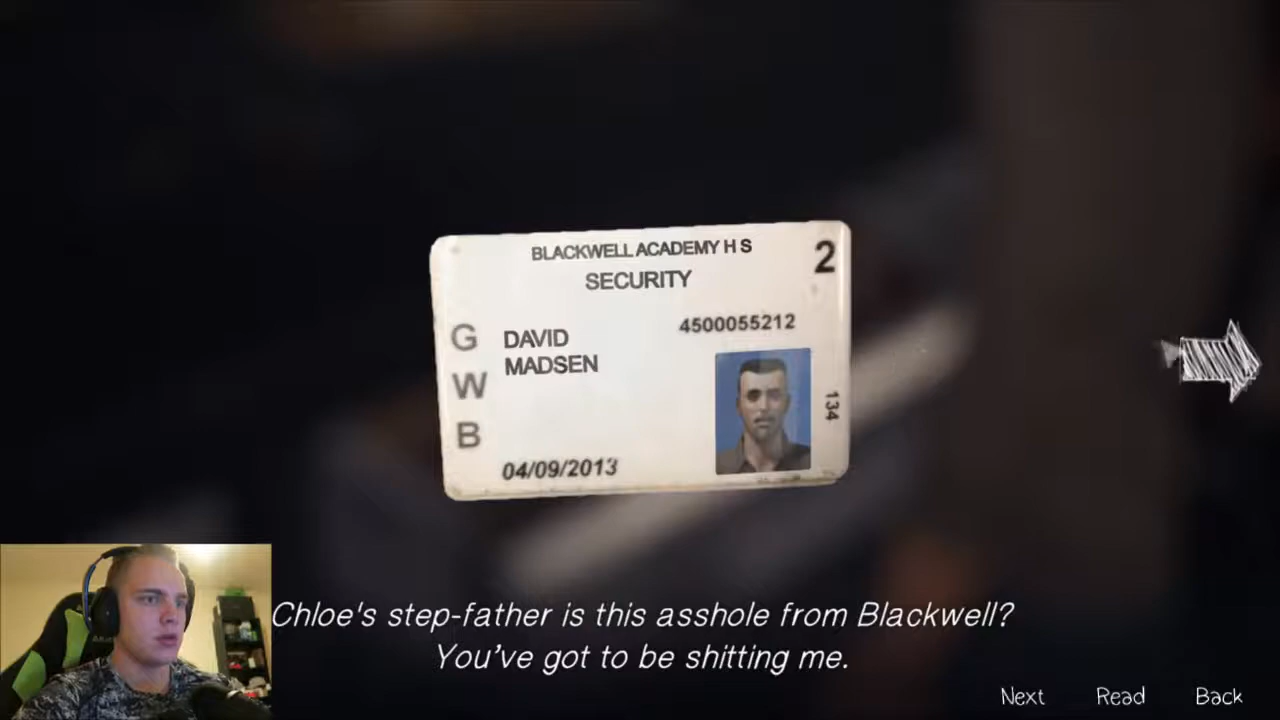 BLACKWELL ACADEMY H S
2
SECURITY
4500055212
G
DAVID
W
MADSEN
B
134
04/09/2013
Chloe's step-father is this asshole from Blackwell?
You've got to be shitting me.
Next Read Back